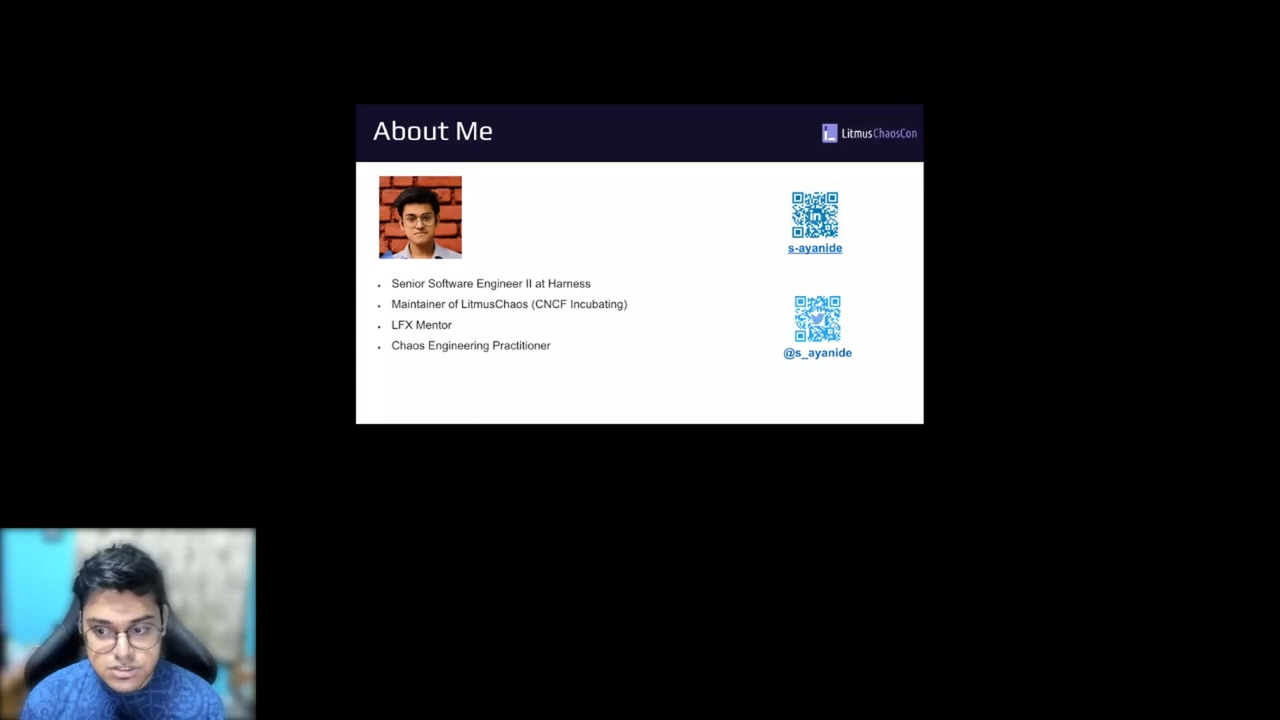 About Me
LitmusChaosCon
in
s-ayanide
Senior Software Engineer II at Harness
Maintainer of LitmusChaos (CNCF Incubating)
LFX Mentor
Chaos Engineering Practitioner
@s_ayanide